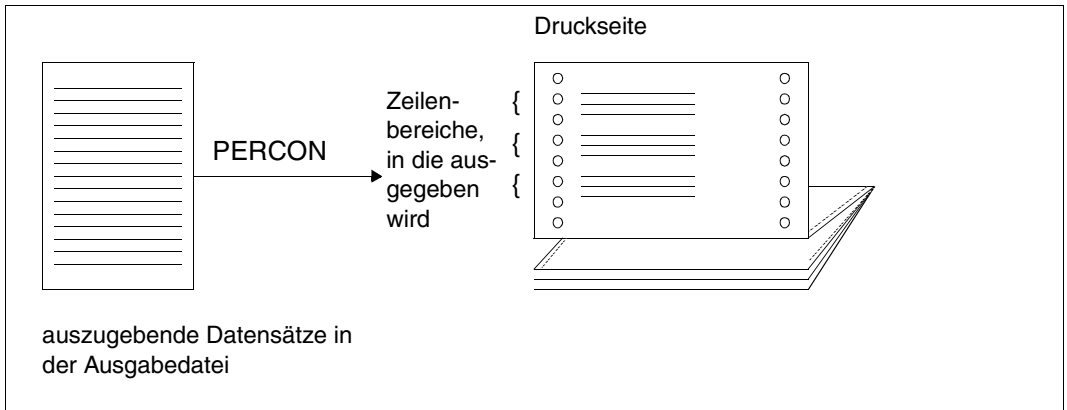 Druckseite
PERCON
Zeilen-
bereiche,
in die aus-
gegeben
wird
{
{
{
auszugebende Datensätze in
der Ausgabedatei